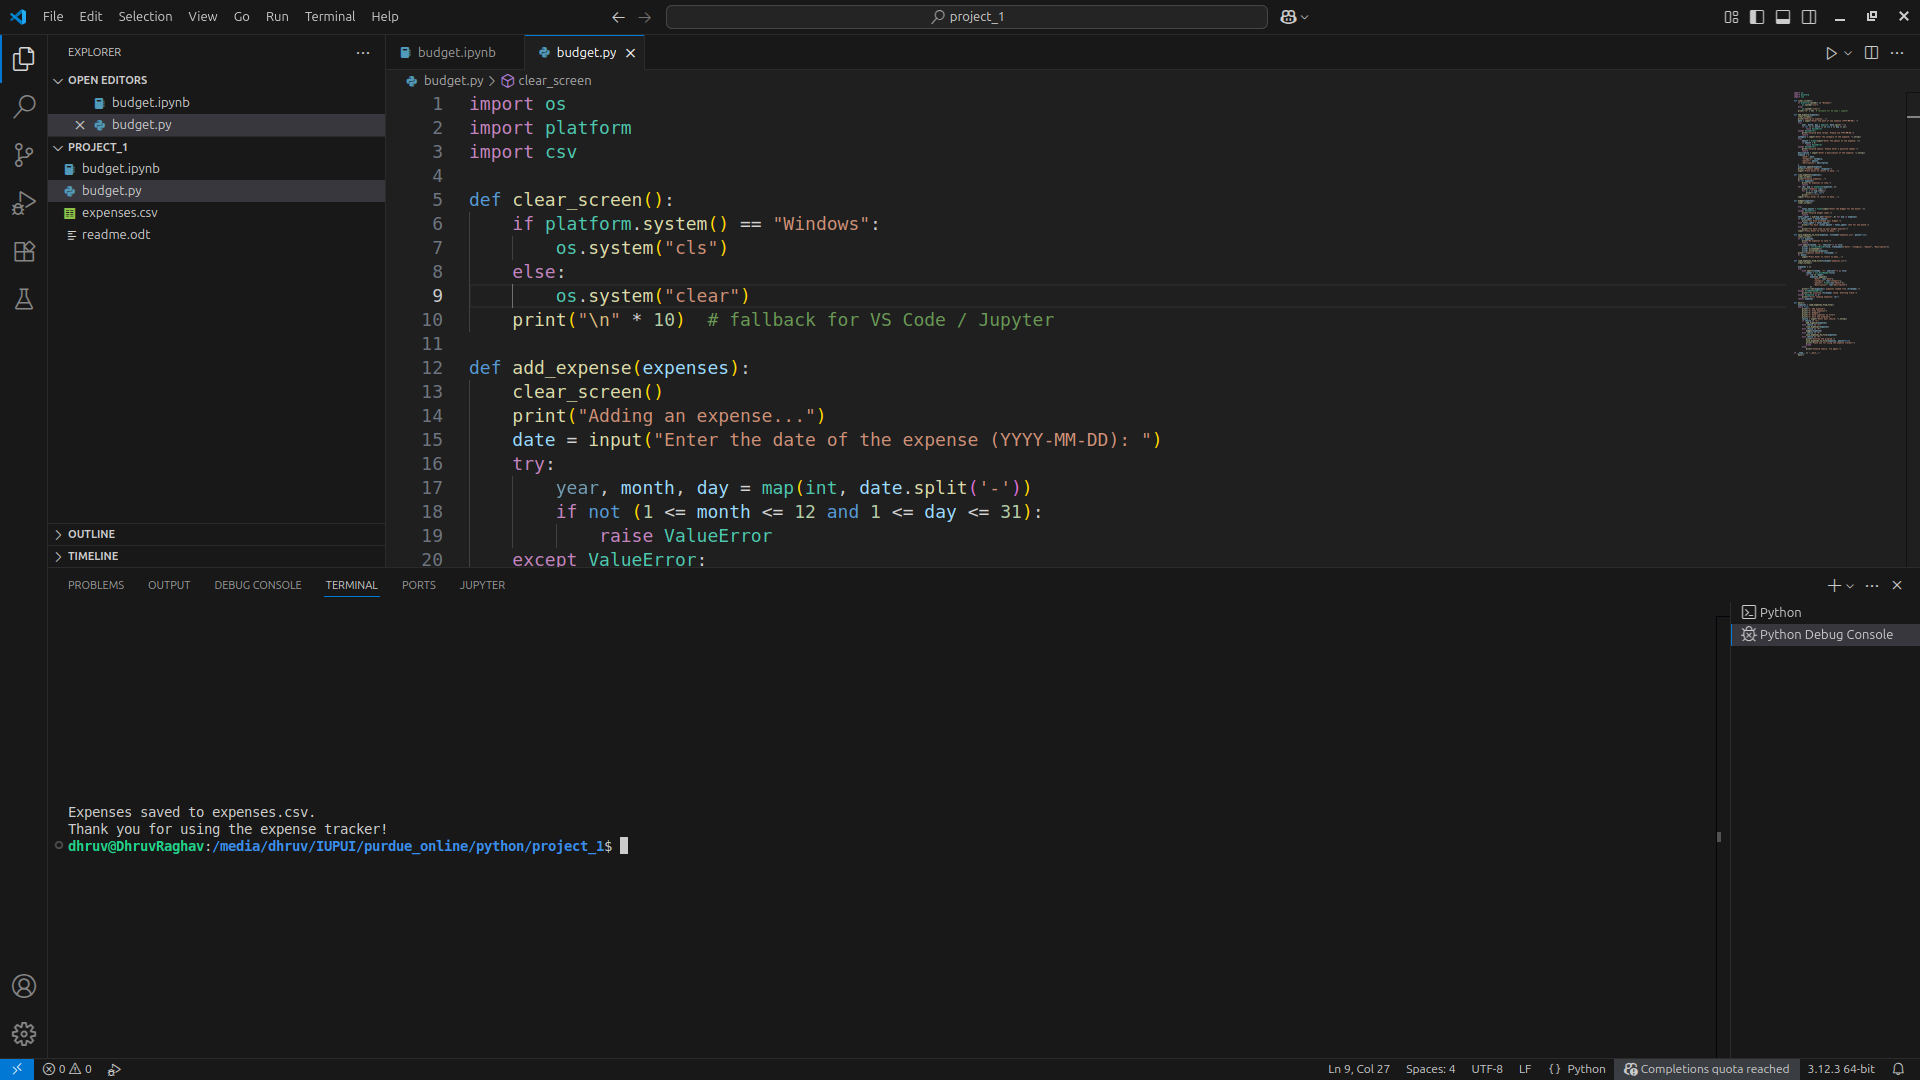 File Edit Selection View Go Run Terminal Help
project_1
EXPLORER
OPEN EDITORS
budget.ipynb
budget.py
PROJECT_1
budget.ipynb
budget.py
expenses.csv
readme.odt
OUTLINE
TIMELINE
budget.ipynb budget.py
budget.py > clear_screen
1 import os
2 import platform
3 import csv
4
5 def clear_screen():
6 if platform.system() == "Windows":
7 os.system("cls")
8 else:
9 os.system("clear")
10 print("\n" * 10) # fallback for VS Code / Jupyter
11
12 def add_expense(expenses):
13 clear_screen()
14 print("Adding an expense...")
15 date = input("Enter the date of the expense (YYYY-MM-DD): ")
16 try:
17 year, month, day = map(int, date.split('-'))
18 if not (1 <= month <= 12 and 1 <= day <= 31):
19 raise ValueError
20 except ValueError:
PROBLEMS OUTPUT DEBUG CONSOLE TERMINAL PORTS JUPYTER
Python
Python Debug Console
Expenses saved to expenses.csv.
Thank you for using the expense tracker!
dhruv@DhruvRaghav:/media/dhruv/IUPUI/purdue_online/python/project_1$
0 0
Ln 9, Col 27 Spaces: 4 UTF-8 LF {} Python Completions quota reached 3.12.3 64-bit